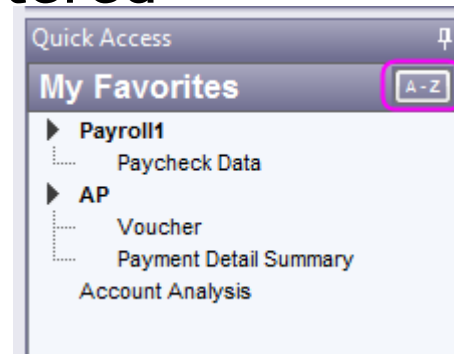 Quick Access
My Favorites A-Z
Payroll1
Paycheck Data
AP
Voucher
Payment Detail Summary
Account Analysis